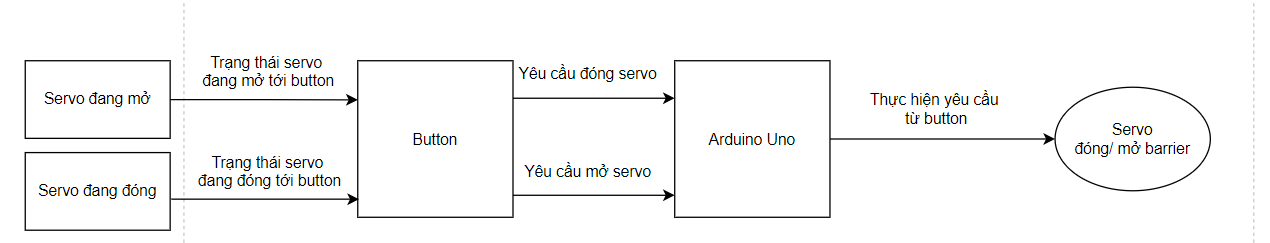 Servo đang mở
Trạng thái servo
đang mở tới button
Servo đang đóng
Trạng thái servo
đang đóng tới button
Button
Yêu cầu đóng servo
Yêu cầu mở servo
Arduino Uno
Thực hiện yêu cầu
từ button
Servo
đóng/ mở barrier